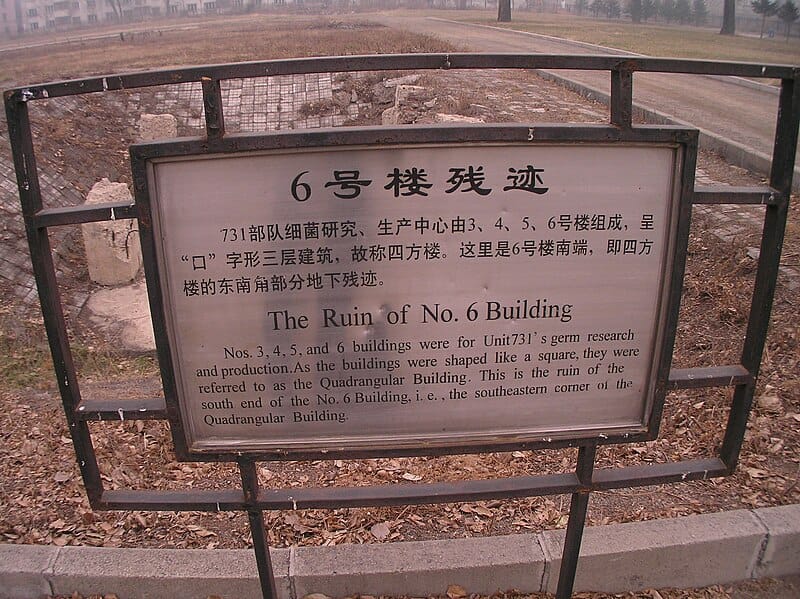 6号楼残迹
731部队细菌研究、生产中心由3、4、5、6号楼组成，呈
“口”字形三层建筑，故称四方楼。这里是6号楼南端，即四方
楼的东南角部分地下残迹。
The Ruin of No. 6 Building
Nos. 3, 4, 5, and 6 buildings were for Unit731's germ research
and production. As the buildings were shaped like a square, they were
referred to as the Quadrangular Building. This is the ruin of the
south end of the No. 6 Building, i. e. , the southeastern corner of the
Quadrangular Building.